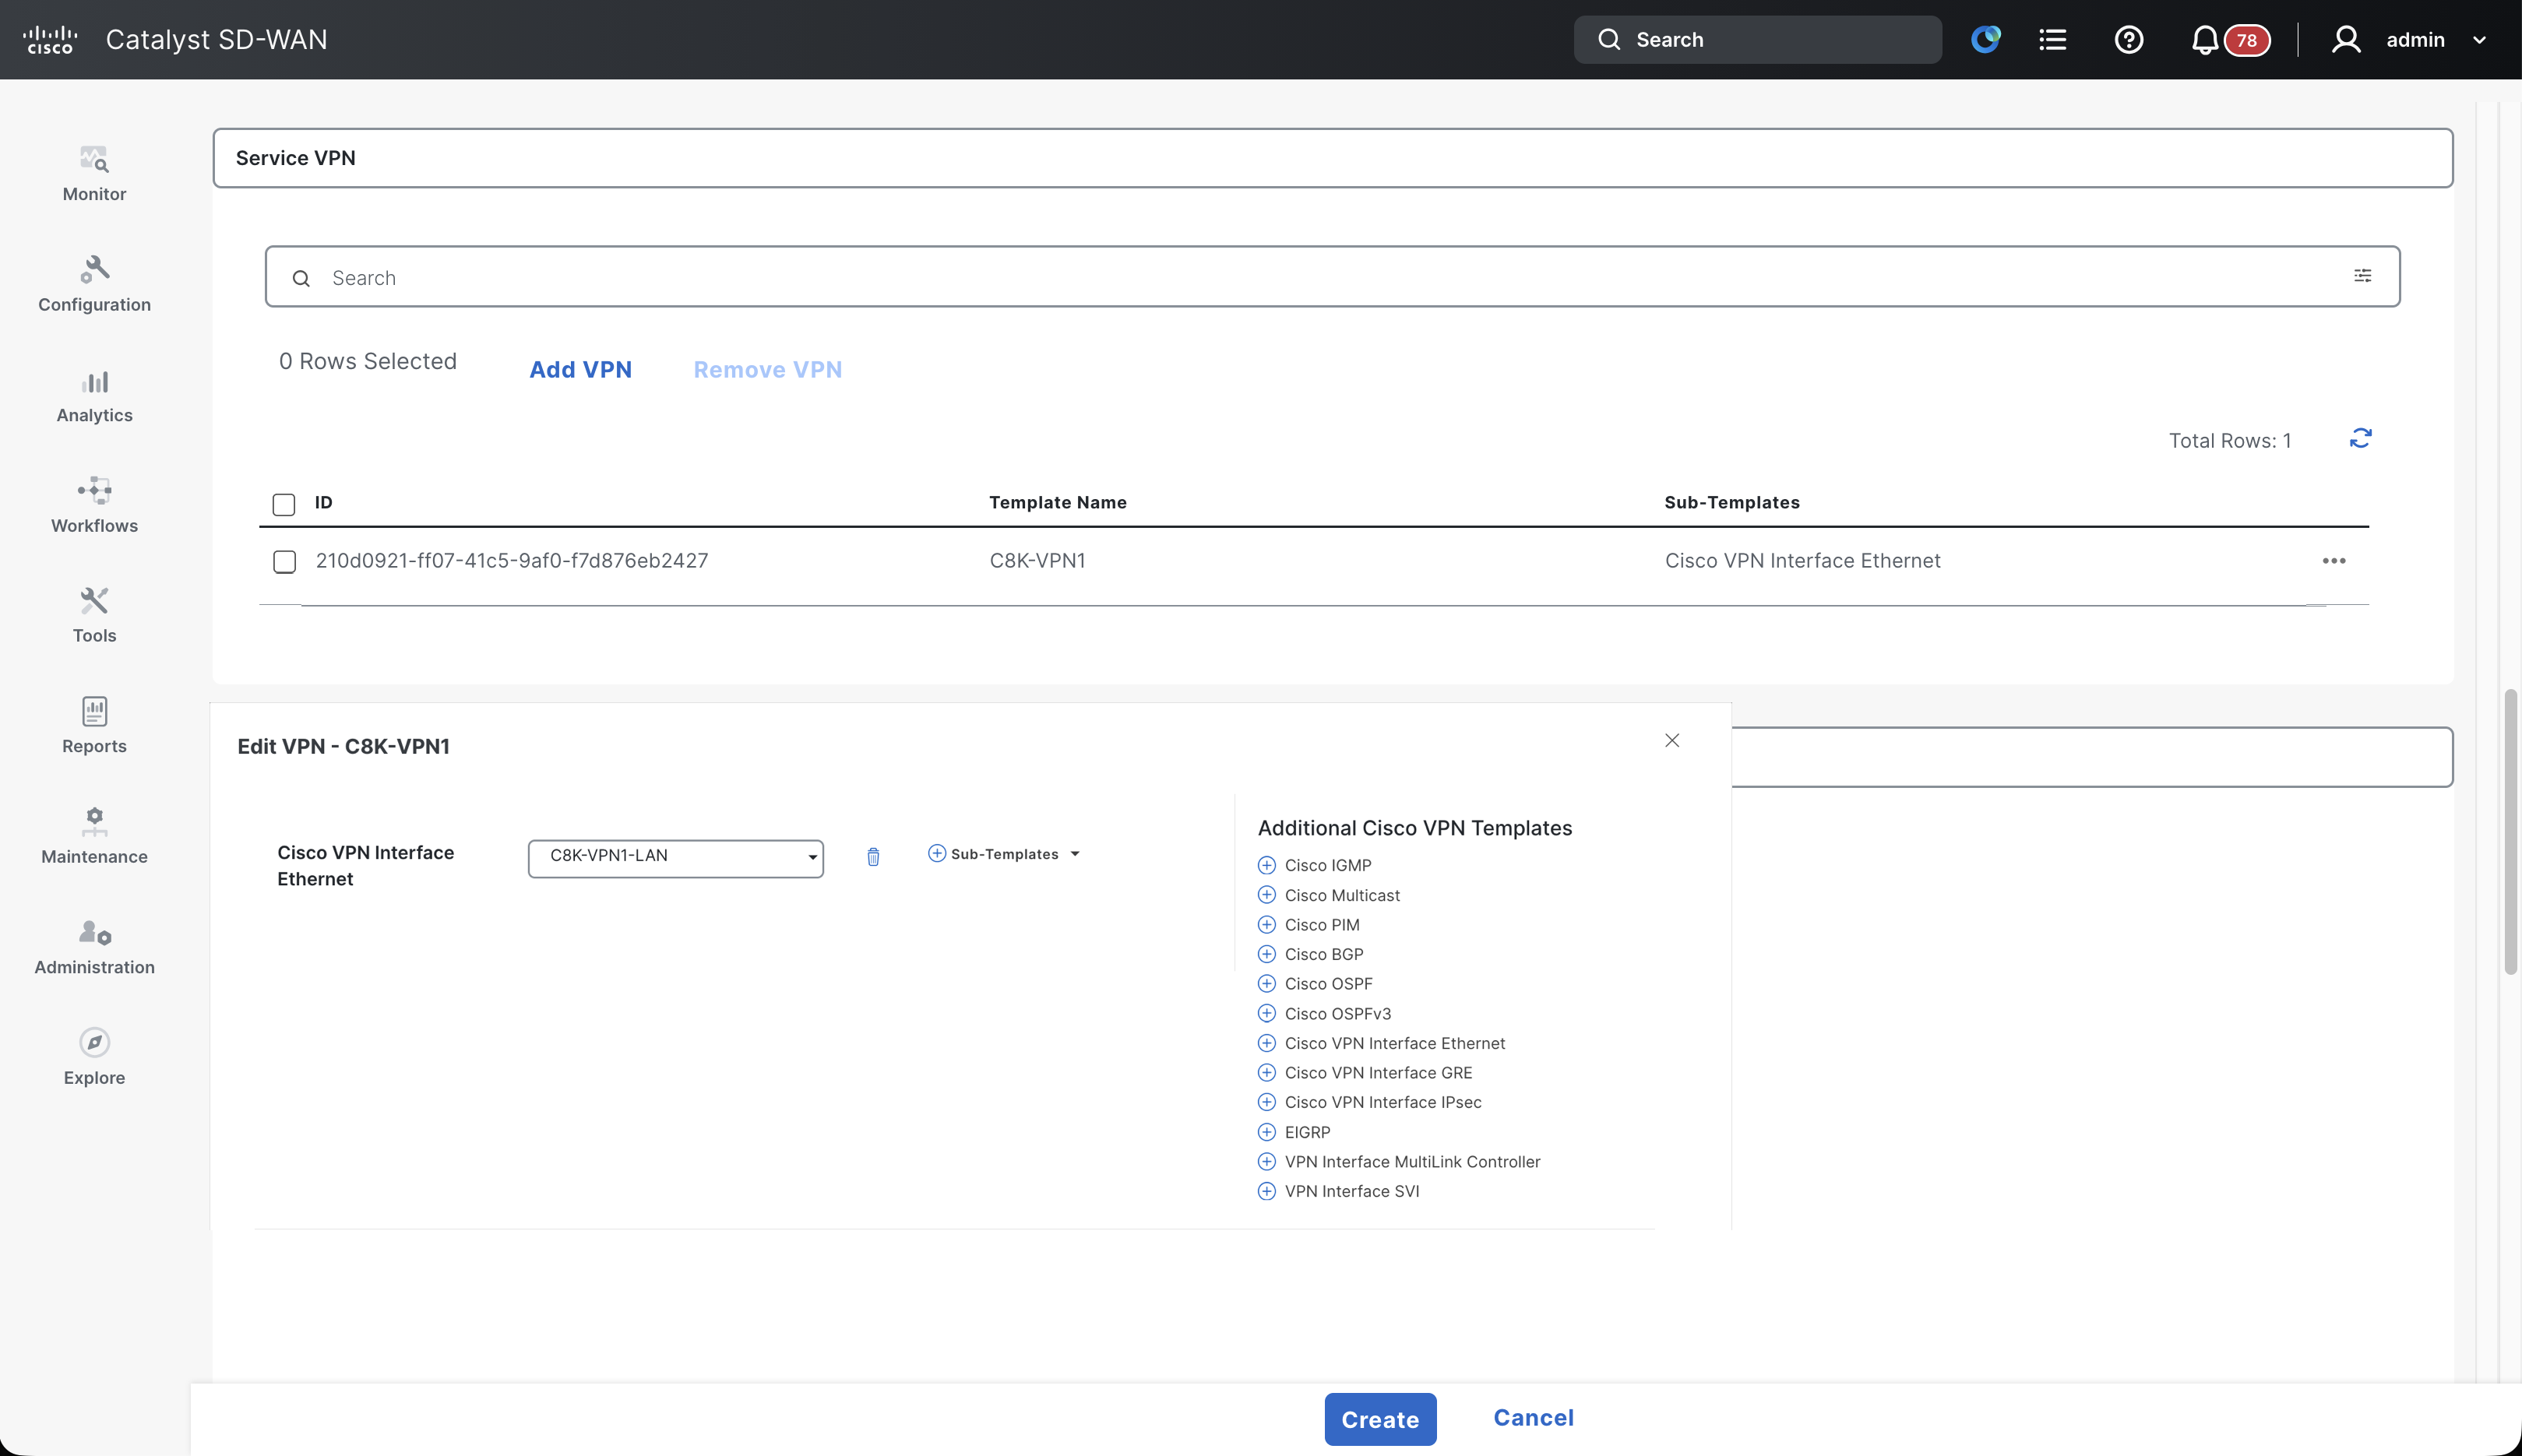 CISCO
Catalyst SD-WAN
Search
78
admin
Monitor
Configuration
Analytics
Workflows
Tools
Reports
Maintenance
Administration
Explore
Service VPN
Search
0 Rows Selected
Add VPN
Remove VPN
Total Rows: 1
ID
Template Name
Sub-Templates
210d0921-ff07-41c5-9af0-f7d876eb2427
C8K-VPN1
Cisco VPN Interface Ethernet
Edit VPN - C8K-VPN1
Cisco VPN Interface
Ethernet
C8K-VPN1-LAN
Sub-Templates
Additional Cisco VPN Templates
Cisco IGMP
Cisco Multicast
Cisco PIM
Cisco BGP
Cisco OSPF
Cisco OSPFv3
Cisco VPN Interface Ethernet
Cisco VPN Interface GRE
Cisco VPN Interface IPsec
EIGRP
VPN Interface MultiLink Controller
VPN Interface SVI
Create
Cancel